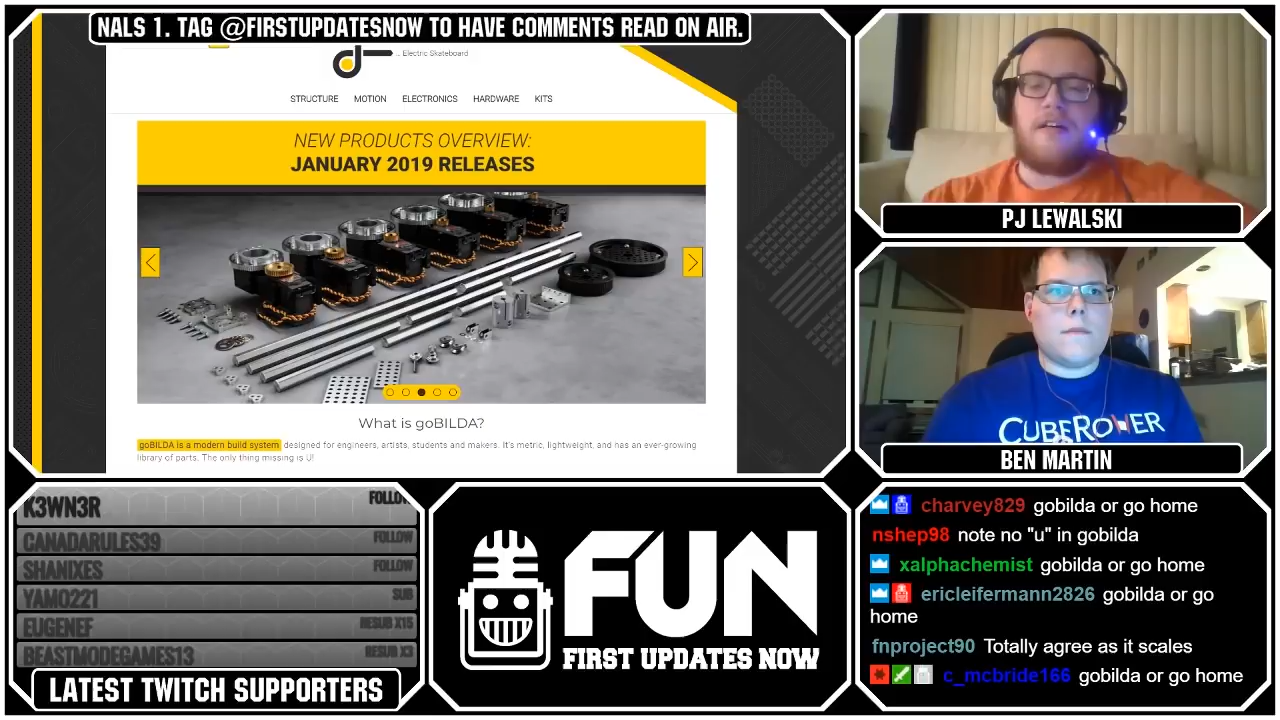 NALS 1. TAG @FIRSTUPDATESNOW TO HAVE COMMENTS READ ON AIR.
... Electric Skateboard
STRUCTURE MOTION ELECTRONICS HARDWARE KITS
NEW PRODUCTS OVERVIEW:
JANUARY 2019 RELEASES
What is goBILDA?
goBILDA is a modern build system designed for engineers, artists, students and makers. It's metric, lightweight, and has an ever-growing
library of parts. The only thing missing is U!
PJ LEWALSKI
CUBEROVER
BEN MARTIN
K3WN3R FOLLOW
CANADARULES39 FOLLOW
SHANIXES FOLLOW
YAMO221 SUB
EUGENEF RESUB X15
BEASTMODEGAMES13 RESUB X3
LATEST TWITCH SUPPORTERS
FUN
FIRST UPDATES NOW
charvey829 gobilda or go home
nshep98 note no "u" in gobilda
xalphachemist gobilda or go home
ericleifermann2826 gobilda or go
home
fnproject90 Totally agree as it scales
c_mcbride166 gobilda or go home